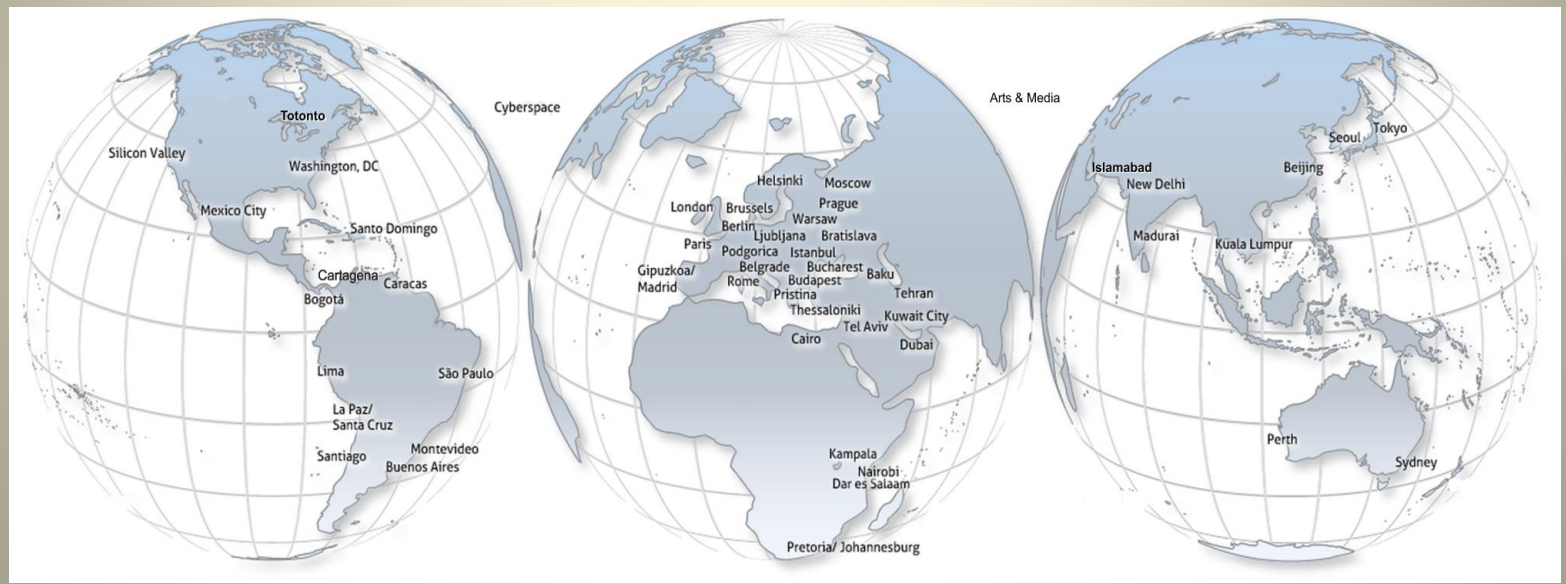 Cyberspace
Arts & Media
Totonto
Silicon Valley
Washington, DC
Mexico City
Santo Domingo
Cartagena
Caracas
Bogotá
Lima
São Paulo
La Paz/
Santa Cruz
Montevideo
Santiago
Buenos Aires
Helsinki
Moscow
London
Brussels
Prague
Berlin
Warsaw
Paris
Ljubljana
Bratislava
Podgorica
Istanbul
Gipuzkoa/
Madrid
Belgrade
Bucharest
Baku
Rome
Budapest
Pristina
Tehran
Thessaloniki
Kuwait City
Tel Aviv
Cairo
Dubai
Kampala
Nairobi
Dar es Salaam
Pretoria/ Johannesburg
Seoul
Tokyo
Islamabad
Beijing
New Delhi
Madurai
Kuala Lumpur
Perth
Sydney